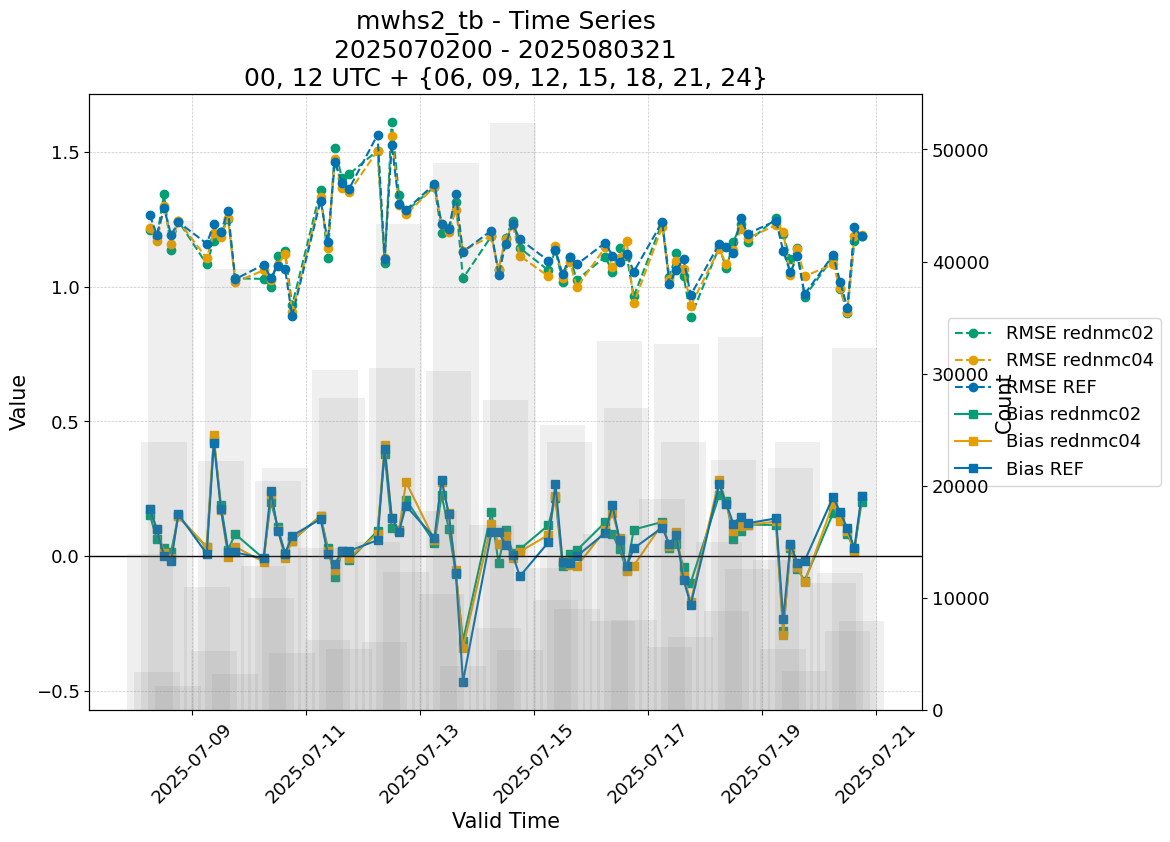 mwhs2_tb - Time Series
2025070200 - 2025080321
00, 12 UTC + {06, 09, 12, 15, 18, 21, 24}
Value
1.5
1.0
0.5
0.0
−0.5
50000
40000
30000
20000
10000
0
Count
RMSE rednmc02
RMSE rednmc04
RMSE REF
Bias rednmc02
Bias rednmc04
Bias REF
2025-07-09
2025-07-11
2025-07-13
2025-07-15
2025-07-17
2025-07-19
2025-07-21
Valid Time